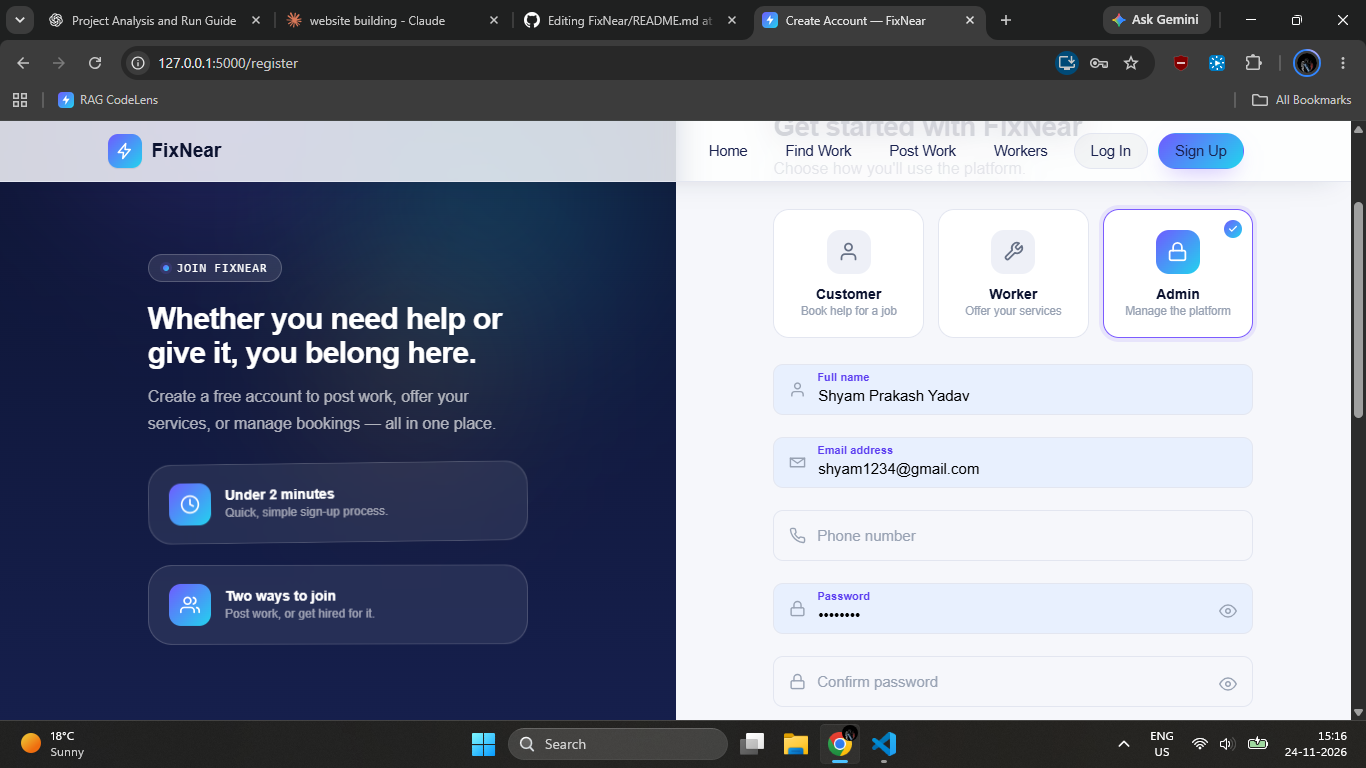 Project Analysis and Run Guide
website building - Claude
Editing FixNear/README.md at
Create Account — FixNear
Ask Gemini
127.0.0.1:5000/register
RAG CodeLens
All Bookmarks
FixNear
Home
Find Work
Post Work
Workers
Log In
Sign Up
Get started with FixNear
Choose how you'll use the platform
JOIN FIXNEAR
Whether you need help or
give it, you belong here.
Create a free account to post work, offer your
services, or manage bookings — all in one place.
Under 2 minutes
Quick, simple sign-up process.
Two ways to join
Post work, or get hired for it.
Customer
Book help for a job
Worker
Offer your services
Admin
Manage the platform
Full name
Shyam Prakash Yadav
Email address
shyam1234@gmail.com
Phone number
Password
••••••••
Confirm password
18°C
Sunny
Search
ENG
US
15:16
24-11-2026